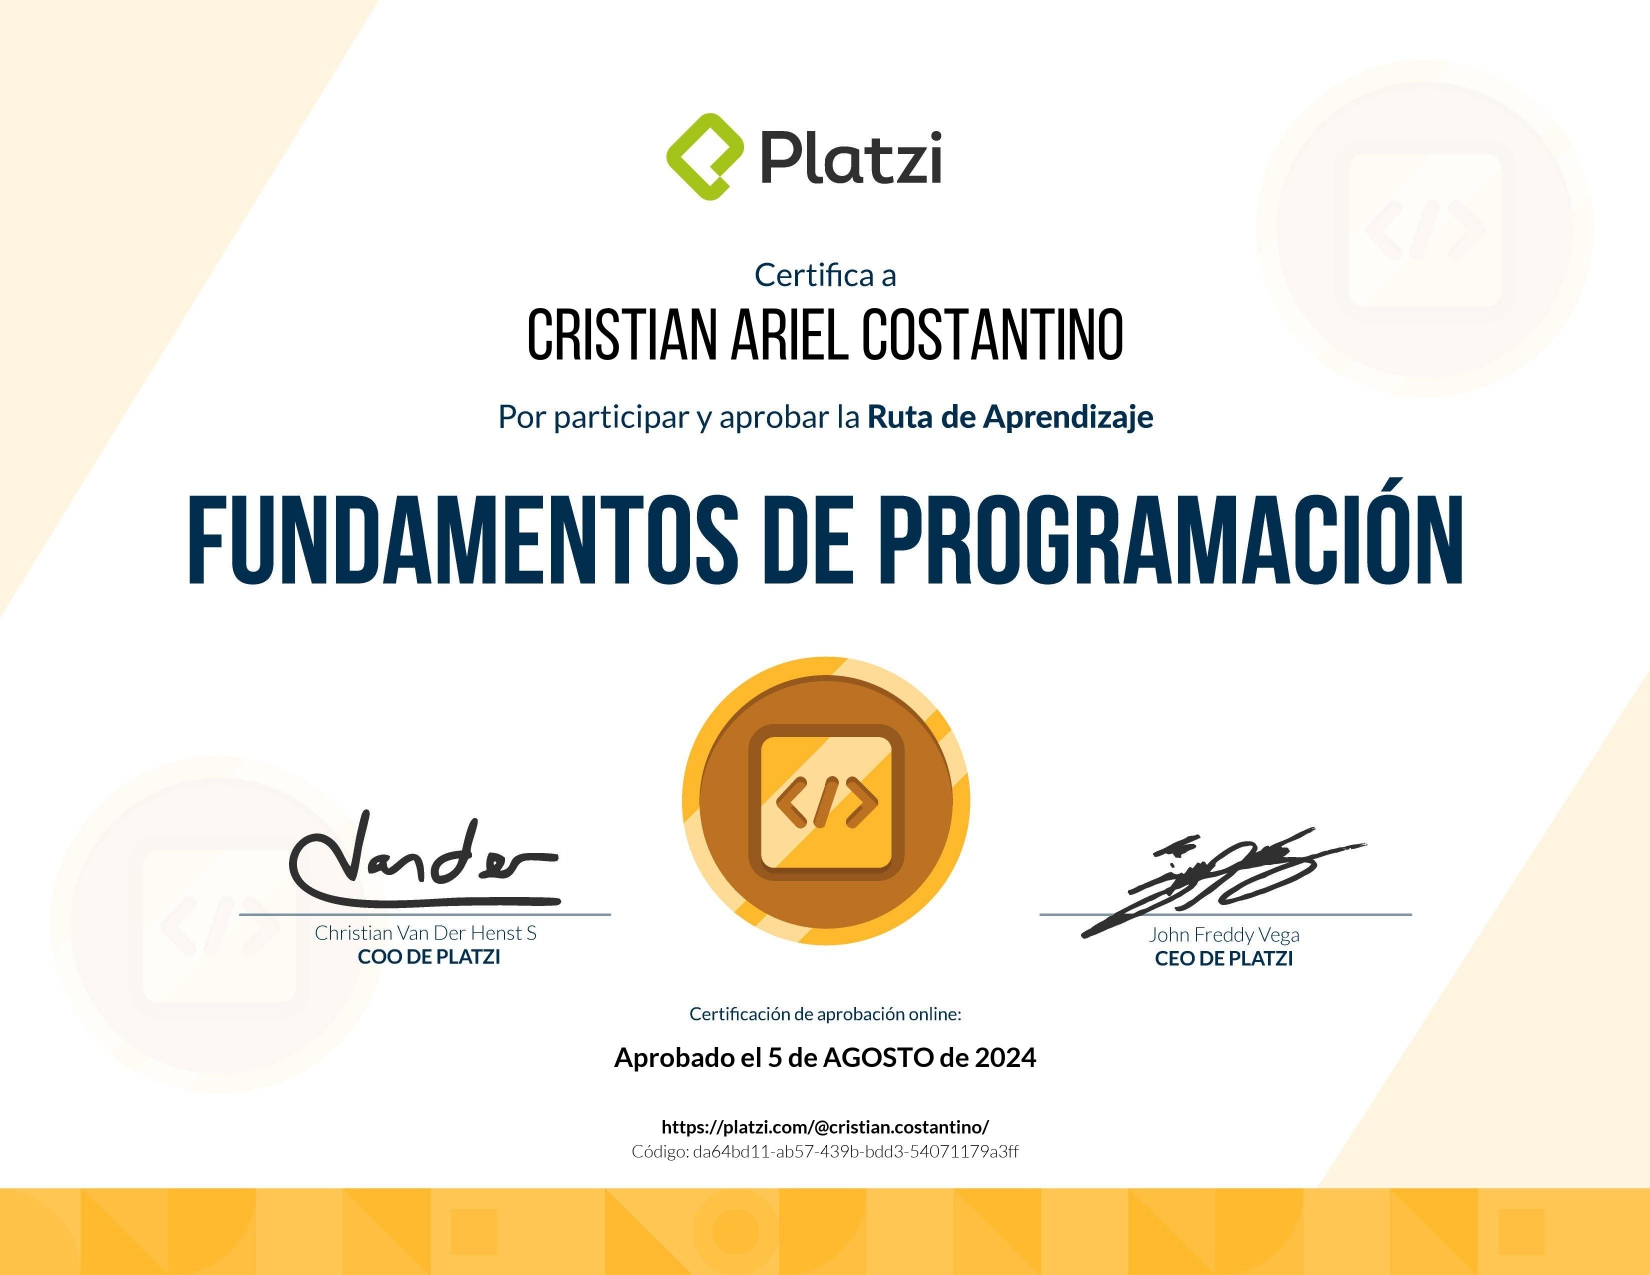 Platzi
Certifica a
CRISTIAN ARIEL COSTANTINO
Por participar y aprobar la Ruta de Aprendizaje
FUNDAMENTOS DE PROGRAMACIÓN
</>
</>
Vander
</>
Christian Van Der Henst S
COO DE PLATZI
John Freddy Vega
CEO DE PLATZI
Certificación de aprobación online:
Aprobado el 5 de AGOSTO de 2024
https://platzi.com/@cristian.costantino/
Código: da64bd11-ab57-439b-bdd3-54071179a3ff